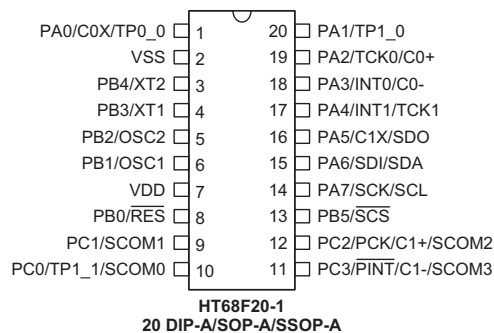 PA0/C0X/TP0_0 1 20 PA1/TP1_0
VSS 2 19 PA2/TCK0/C0+
PB4/XT2 3 18 PA3/INT0/C0-
PB3/XT1 4 17 PA4/INT1/TCK1
PB2/OSC2 5 16 PA5/C1X/SDO
PB1/OSC1 6 15 PA6/SDI/SDA
VDD 7 14 PA7/SCK/SCL
PB0/RES 8 13 PB5/SCS
PC1/SCOM1 9 12 PC2/PCK/C1+/SCOM2
PC0/TP1_1/SCOM0 10 11 PC3/PINT/C1-/SCOM3
HT68F20-1
20 DIP-A/SOP-A/SSOP-A